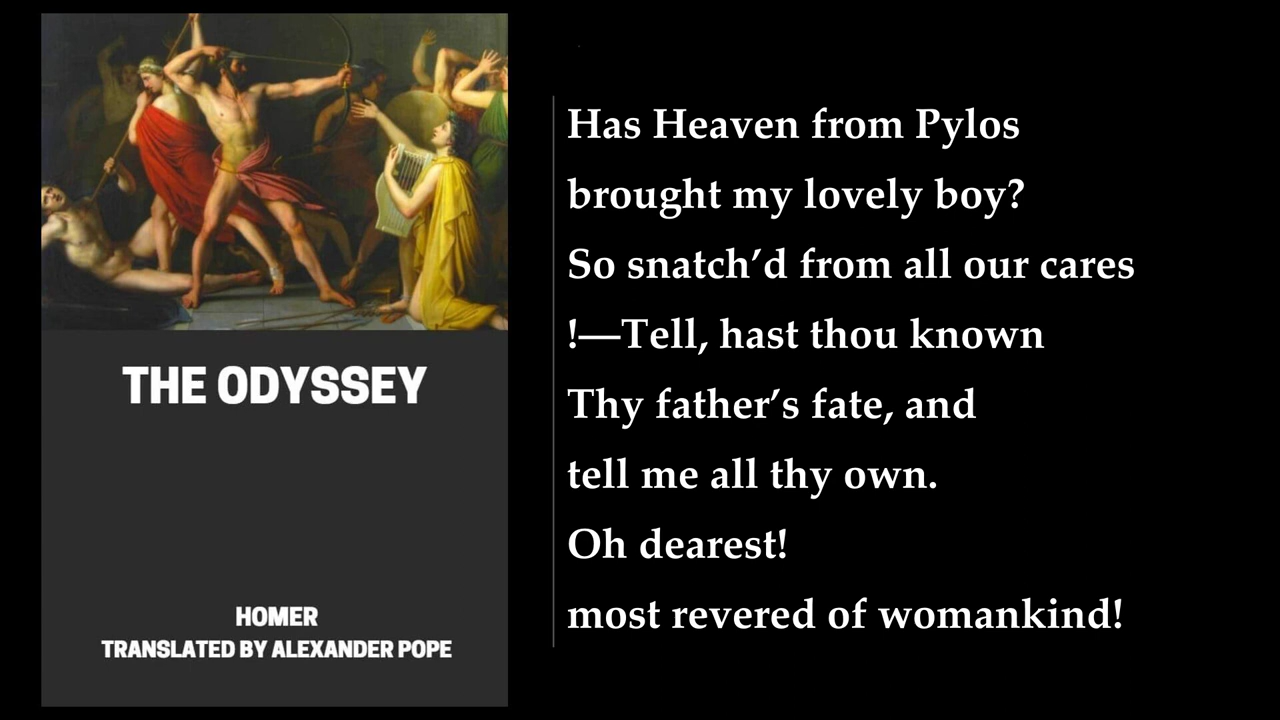 THE ODYSSEY
HOMER
TRANSLATED BY ALEXANDER POPE
Has Heaven from Pylos
brought my lovely boy?
So snatch’d from all our cares
!—Tell, hast thou known
Thy father’s fate, and
tell me all thy own.
Oh dearest!
most revered of womankind!